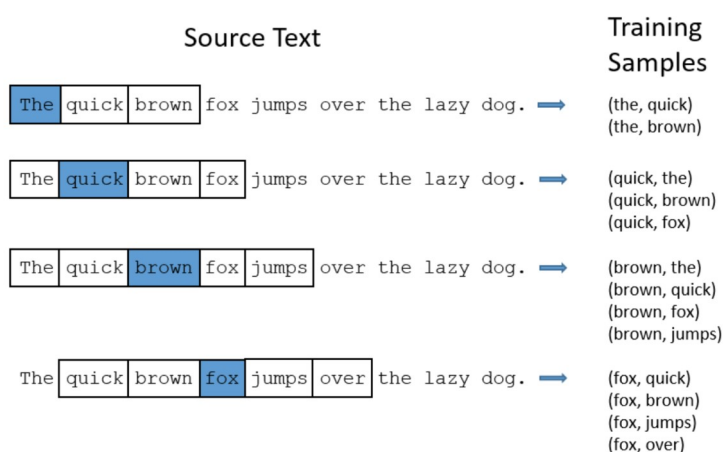 Source Text
Training
Samples
The quick brown fox jumps over the lazy dog.
(the, quick)
(the, brown)
The quick brown fox jumps over the lazy dog.
(quick, the)
(quick, brown)
(quick, fox)
The quick brown fox jumps over the lazy dog.
(brown, the)
(brown, quick)
(brown, fox)
(brown, jumps)
The quick brown fox jumps over the lazy dog.
(fox, quick)
(fox, brown)
(fox, jumps)
(fox, over)